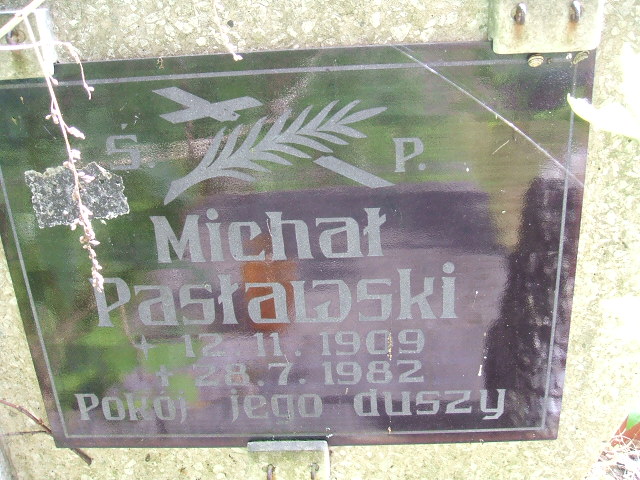 Ś P.
Michał
Pasławski
+ 12.11.1909
+ 28.7.1982
Pokój jego duszy